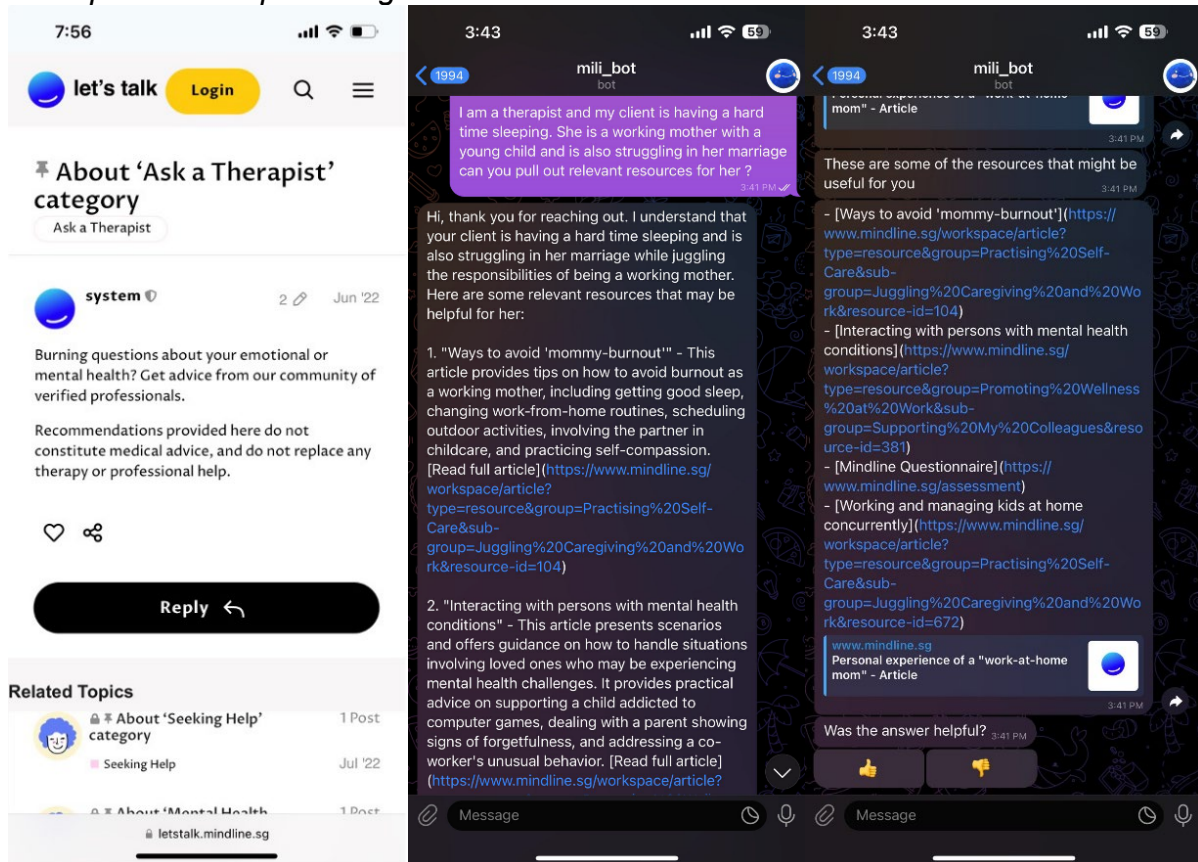 7:56
let's talk
Login
About 'Ask a Therapist'
category
Ask a Therapist
system
2
Jun '22
Burning questions about your emotional or
mental health? Get advice from our community of
verified professionals.
Recommendations provided here do not
constitute medical advice, and do not replace any
therapy or professional help.
Reply
Related Topics
About 'Seeking Help'
category
1 Post
Seeking Help
Jul '22
About 'Mental Health
1 Post
letstalk.mindline.sg
3:43
59
1994
mili_bot
bot
I am a therapist and my client is having a hard
time sleeping. She is a working mother with a
young child and is also struggling in her marriage
can you pull out relevant resources for her ?
3:41 PM
Hi, thank you for reaching out. I understand that
your client is having a hard time sleeping and is
also struggling in her marriage while juggling
the responsibilities of being a working mother.
Here are some relevant resources that may be
helpful for her:
1. "Ways to avoid 'mommy-burnout'" - This
article provides tips on how to avoid burnout as
a working mother, including getting good sleep,
changing work-from-home routines, scheduling
outdoor activities, involving the partner in
childcare, and practicing self-compassion.
[Read full article](https://www.mindline.sg/
workspace/article?
type=resource&group=Practising%20Self-
Care&sub-
group=Juggling%20Caregiving%20and%20Wo
rk&resource-id=104)
2. "Interacting with persons with mental health
conditions" - This article presents scenarios
and offers guidance on how to handle situations
involving loved ones who may be experiencing
mental health challenges. It provides practical
advice on supporting a child addicted to
computer games, dealing with a parent showing
signs of forgetfulness, and addressing a co-
worker's unusual behavior. [Read full article]
(https://www.mindline.sg/workspace/article?
Message
3:43
59
1994
mili_bot
bot
mom" - Article
3:41 PM
These are some of the resources that might be
useful for you
3:41 PM
- [Ways to avoid 'mommy-burnout'](https://
www.mindline.sg/workspace/article?
type=resource&group=Practising%20Self-
Care&sub-
group=Juggling%20Caregiving%20and%20Wo
rk&resource-id=104)
- [Interacting with persons with mental health
conditions](https://www.mindline.sg/
workspace/article?
type=resource&group=Promoting%20Wellness
%20at%20Work&sub-
group=Supporting%20My%20Colleagues&reso
urce-id=381)
- [Mindline Questionnaire](https://
www.mindline.sg/assessment)
- [Working and managing kids at home
concurrently](https://www.mindline.sg/
workspace/article?
type=resource&group=Practising%20Self-
Care&sub-
group=Juggling%20Caregiving%20and%20Wo
rk&resource-id=672)
www.mindline.sg
Personal experience of a "work-at-home
mom" - Article
3:41 PM
Was the answer helpful?
3:41 PM
Message